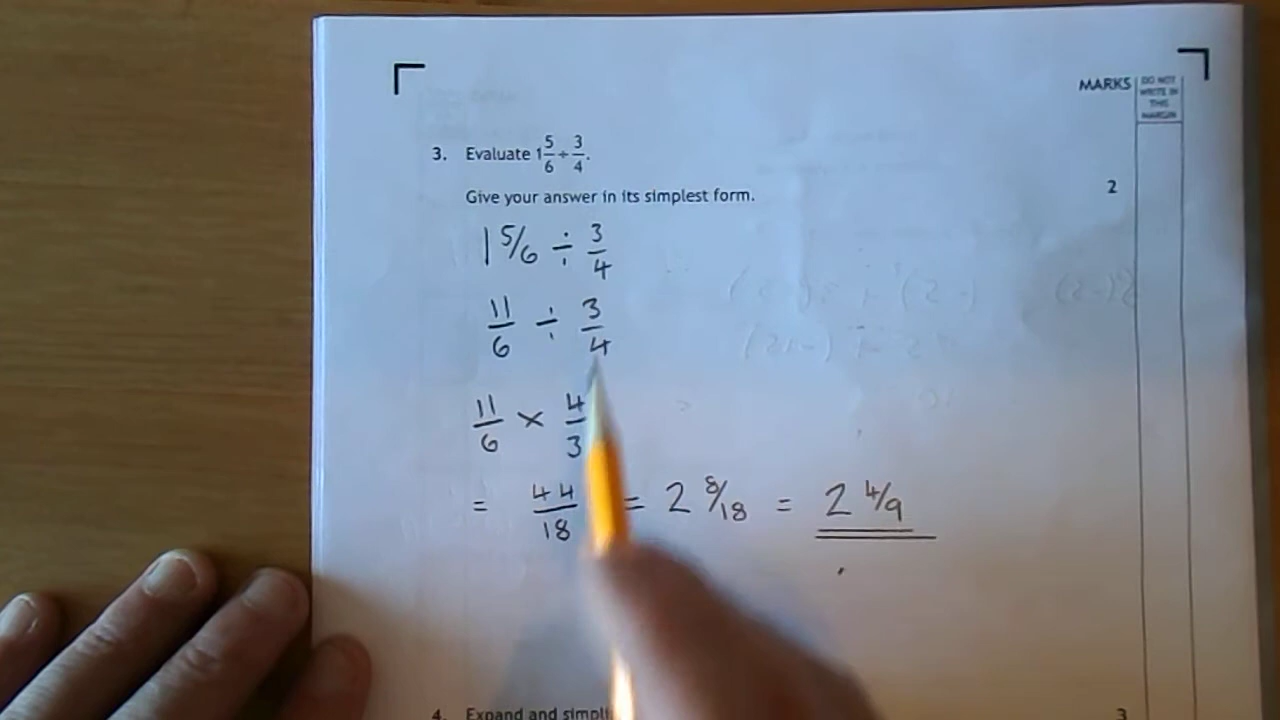 MARKS
DO NOT
WRITE IN
THIS
MARGIN
3. Evaluate 1 5/6 ÷ 3/4.
Give your answer in its simplest form.
2
1 5/6 ÷ 3/4
11/6 ÷ 3/4
11/6 × 4/3
= 44/18 = 2 8/18 = 2 4/9
4. Expand and simpli
3